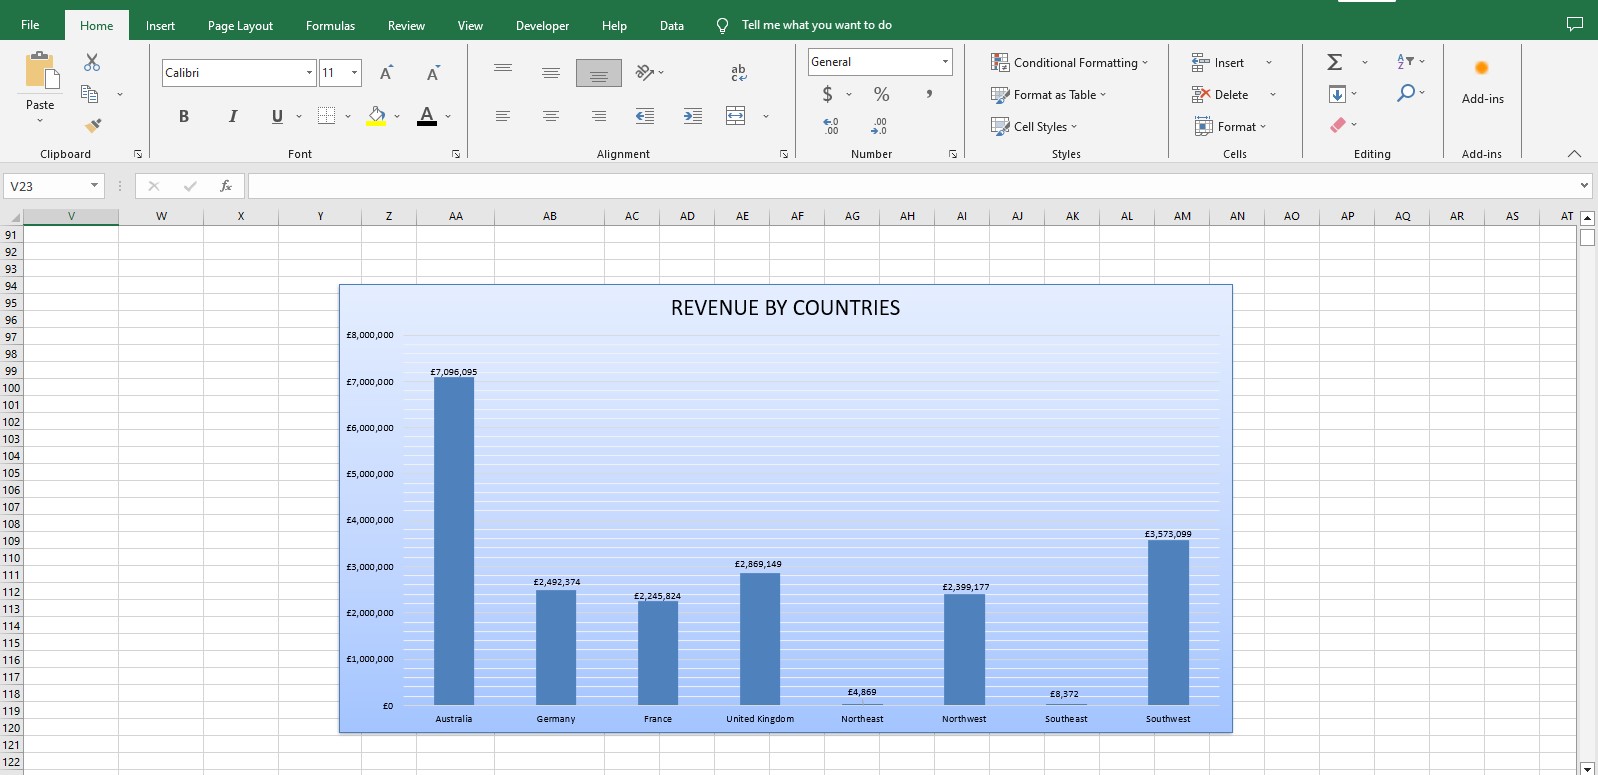 File Home Insert Page Layout Formulas Review View Developer Help Data Tell me what you want to do
Paste
Clipboard
Calibri 11
A A
B I U A
Font
ab
c
Alignment
General
$ % ,
.0 .00
.00 .0
Number
Conditional Formatting
Format as Table
Cell Styles
Styles
Insert
Delete
Format
Cells
Σ A
Z
Editing
Add-ins
Add-ins
V23 fx
V W X Y Z AA AB AC AD AE AF AG AH AI AJ AK AL AM AN AO AP AQ AR AS AT
91
92
93
94
95
96
97
98
99
100
101
102
103
104
105
106
107
108
109
110
111
112
113
114
115
116
117
118
119
120
121
122
REVENUE BY COUNTRIES
£8,000,000
£7,000,000
£6,000,000
£5,000,000
£4,000,000
£3,000,000
£2,000,000
£1,000,000
£0
£7,096,095
£2,492,374
£2,245,824
£2,869,149
£4,869
£2,399,177
£8,372
£3,573,099
Australia Germany France United Kingdom Northeast Northwest Southeast Southwest